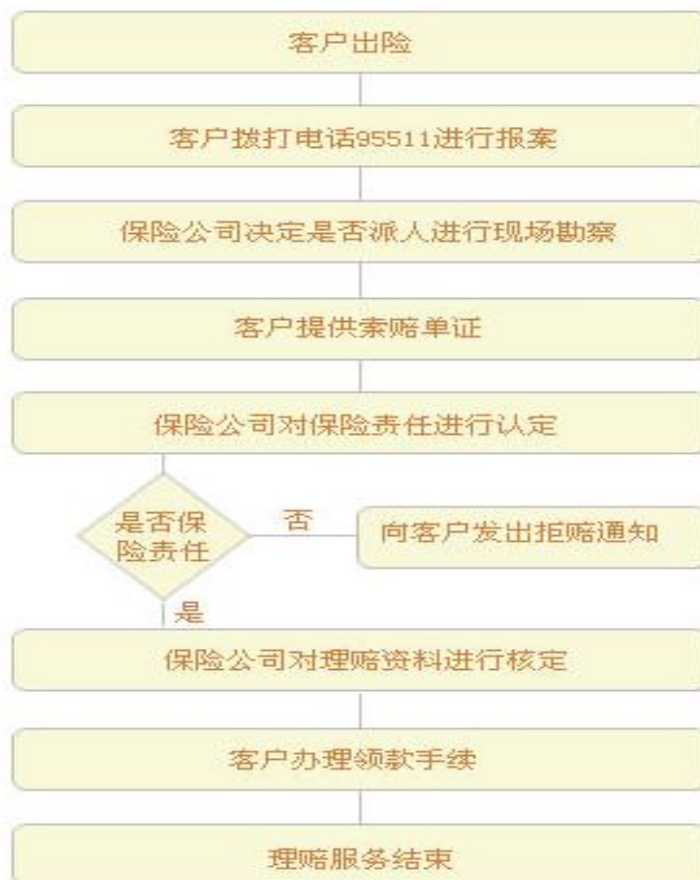 客户出险
客户拨打电话95511进行报案
保险公司决定是否派人进行现场勘察
客户提供索赔单证
保险公司对保险责任进行认定
是否保
险责任
否
向客户发出拒赔通知
是
保险公司对理赔资料进行核定
客户办理领款手续
理赔服务结束